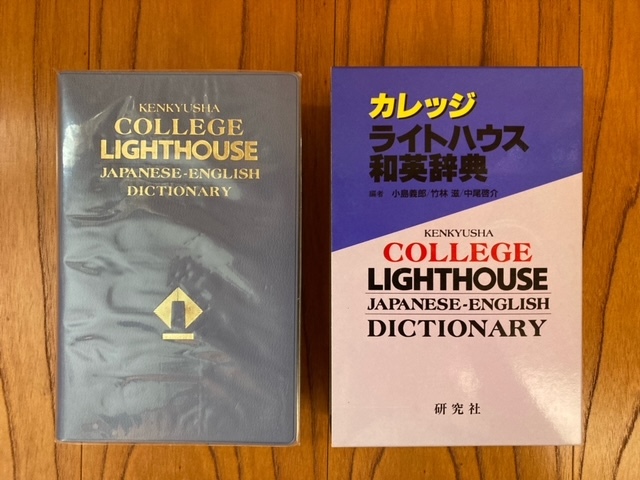 KENKYUSHA
COLLEGE
LIGHTHOUSE
JAPANESE-ENGLISH
DICTIONARY
カレッジ
ライトハウス
和英辞典
編者 小島義郎/竹林 滋/中尾啓介
KENKYUSHA
COLLEGE
LIGHTHOUSE
JAPANESE-ENGLISH
DICTIONARY
研究社